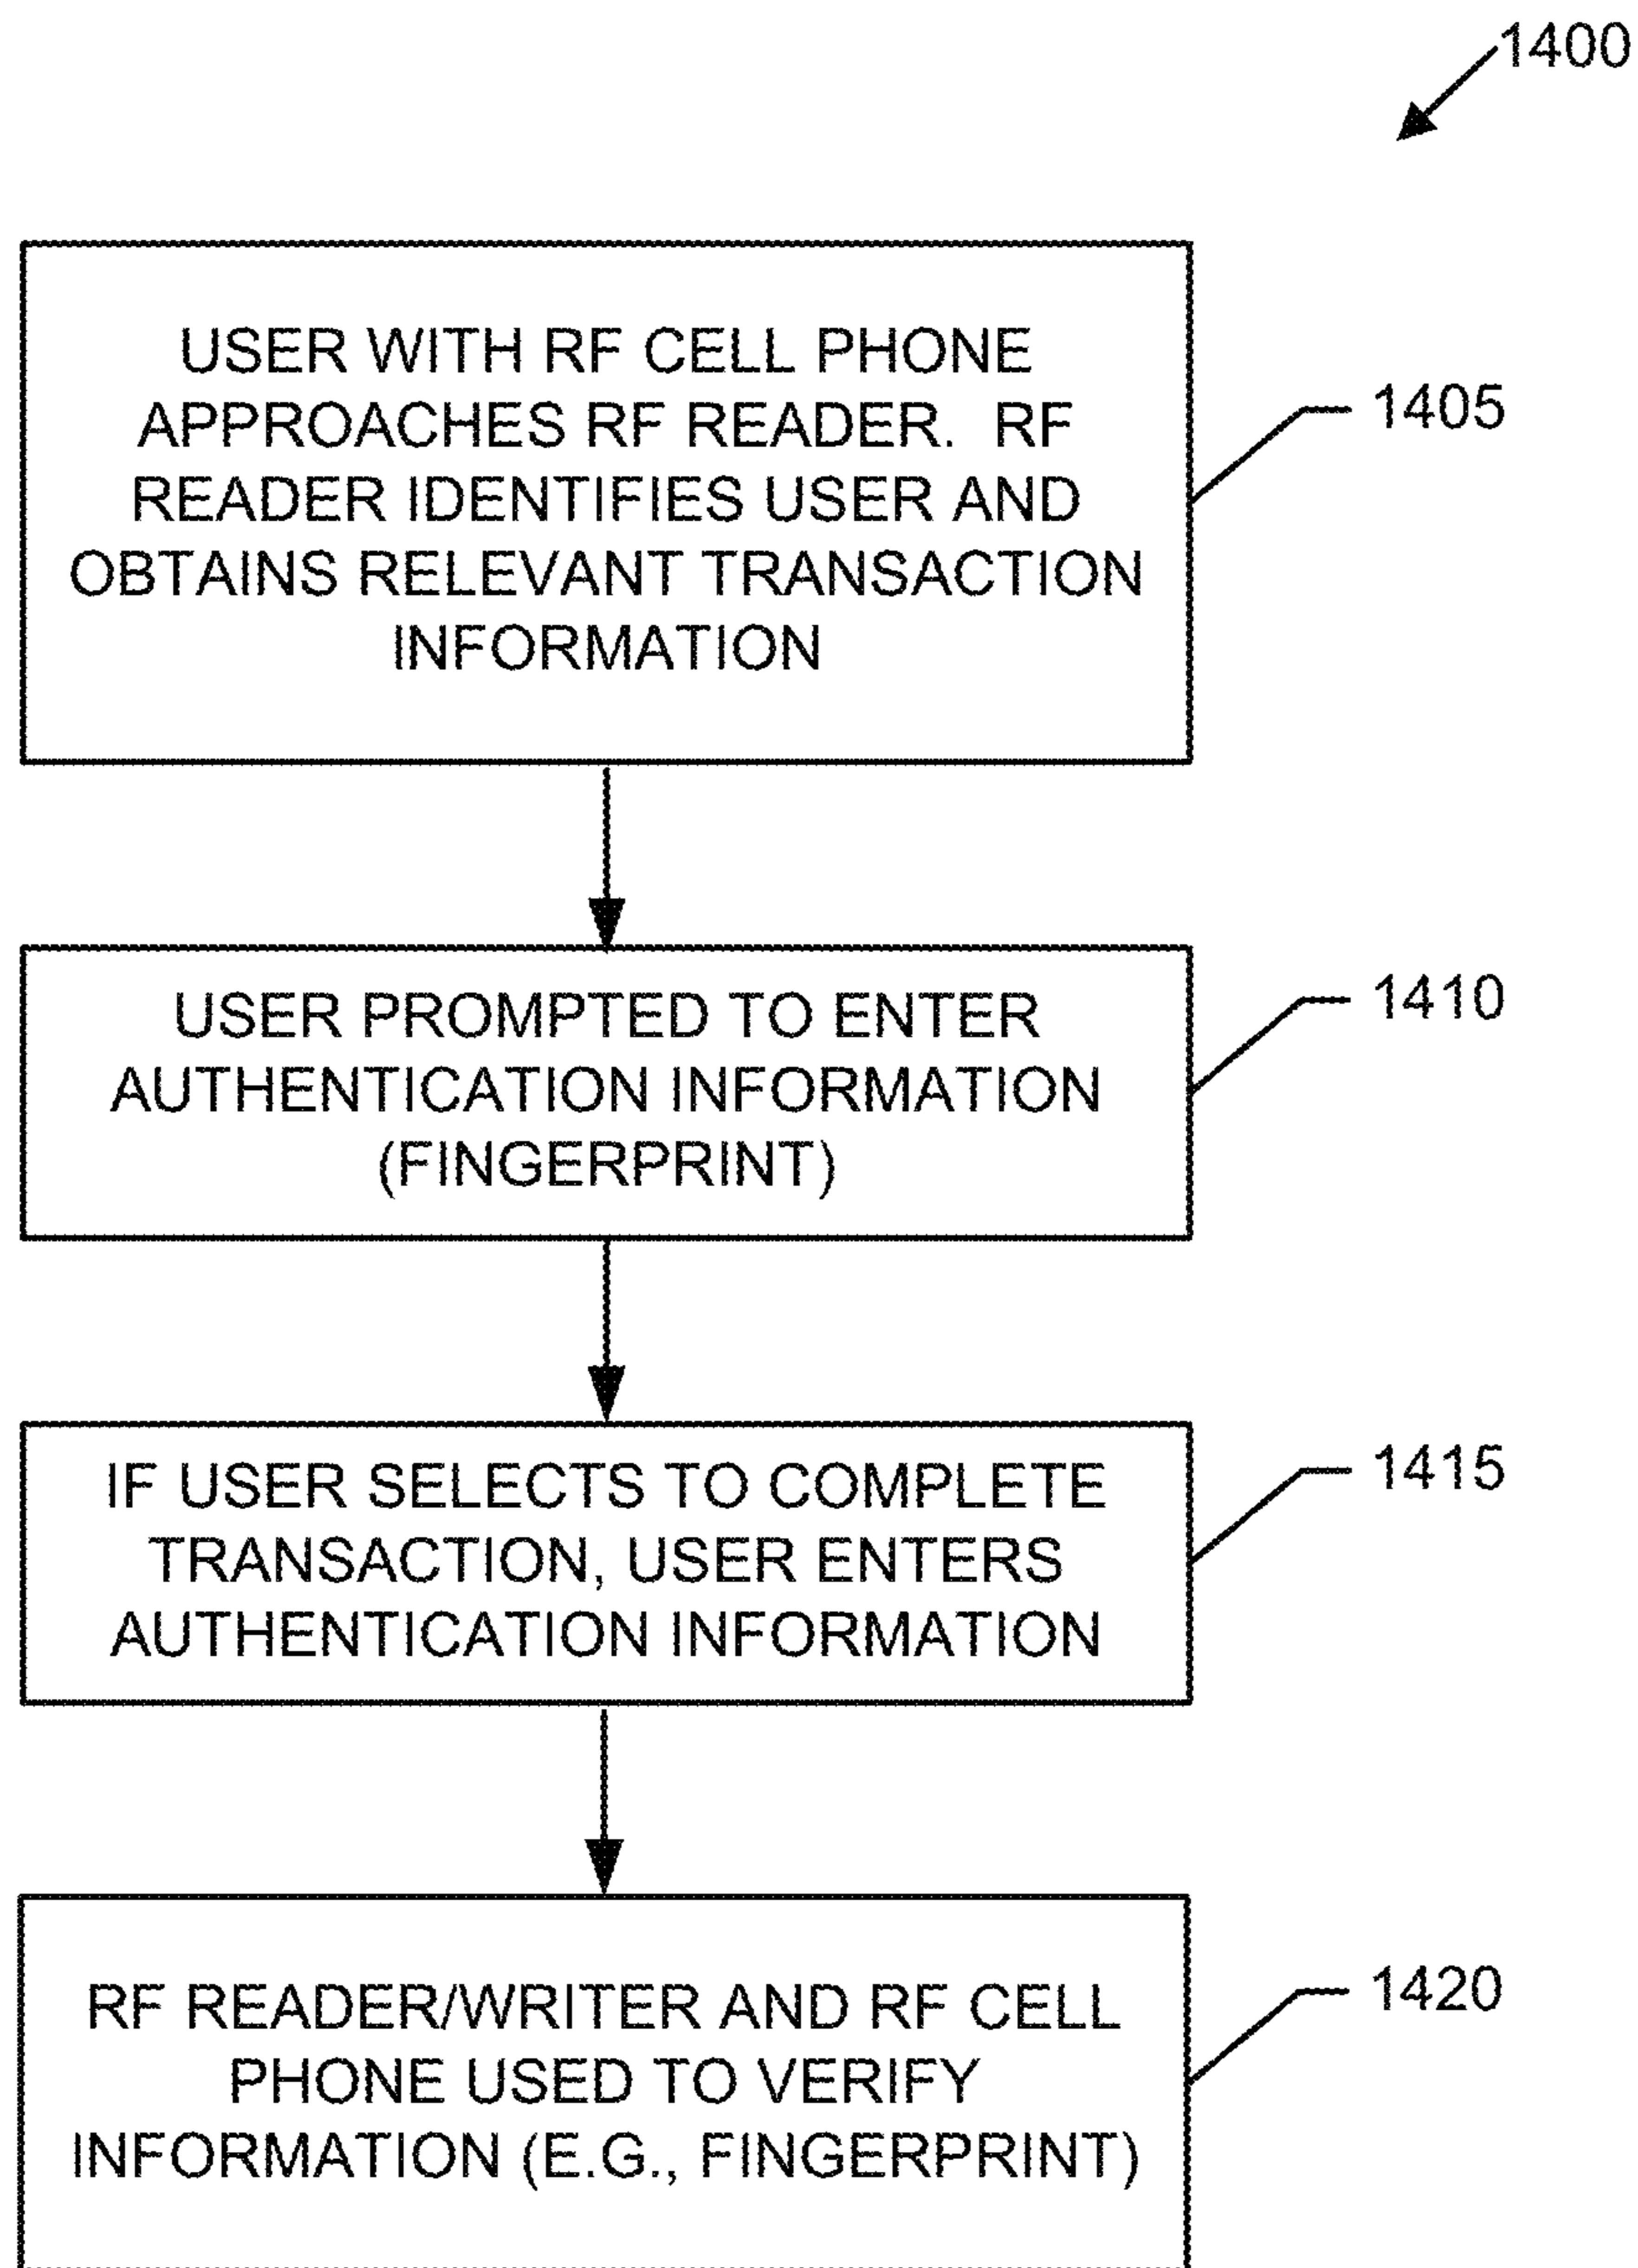 1400
USER WITH RF CELL PHONE
APPROACHES RF READER. RF
READER IDENTIFIES USER AND
OBTAINS RELEVANT TRANSACTION
INFORMATION
1405
USER PROMPTED TO ENTER
AUTHENTICATION INFORMATION
(FINGERPRINT)
1410
IF USER SELECTS TO COMPLETE
TRANSACTION, USER ENTERS
AUTHENTICATION INFORMATION
1415
RF READER/WRITER AND RF CELL
PHONE USED TO VERIFY
INFORMATION (E.G., FINGERPRINT)
1420